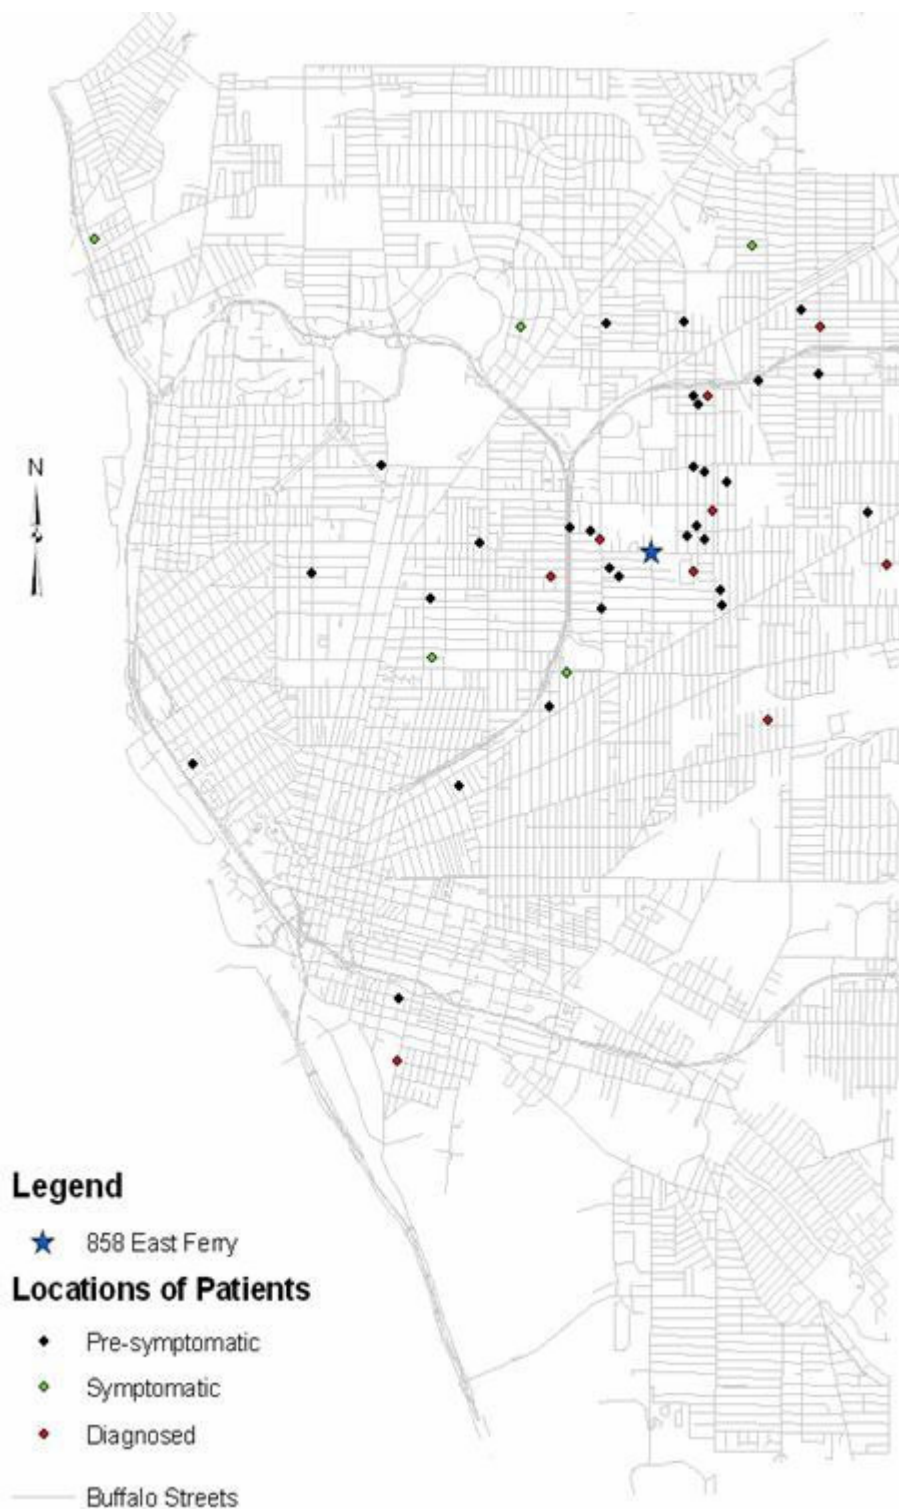 N
Legend
858 East Ferry
Locations of Patients
Pre-symptomatic
Symptomatic
Diagnosed
Buffalo Streets